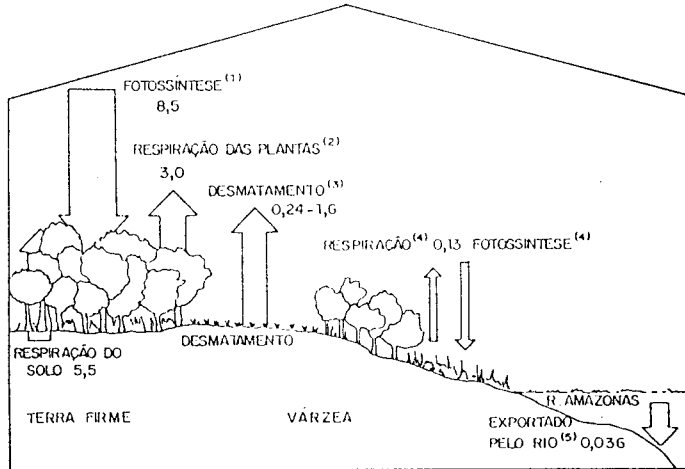 FOTOSSÍNTESE(1)
8,5
RESPIRAÇÃO DAS PLANTAS(2)
3,0
DESMATAMENTO(3)
0,24-1,6
RESPIRAÇÃO(4) 0,13 FOTOSSINTESE(4)
RESPIRAÇÃO DO
SOLO 5,5
DESMATAMENTO
R. AMAZONAS
TERRA FIRME
VÁRZEA
EXPORTADO
PELO RIO(5) 0,036